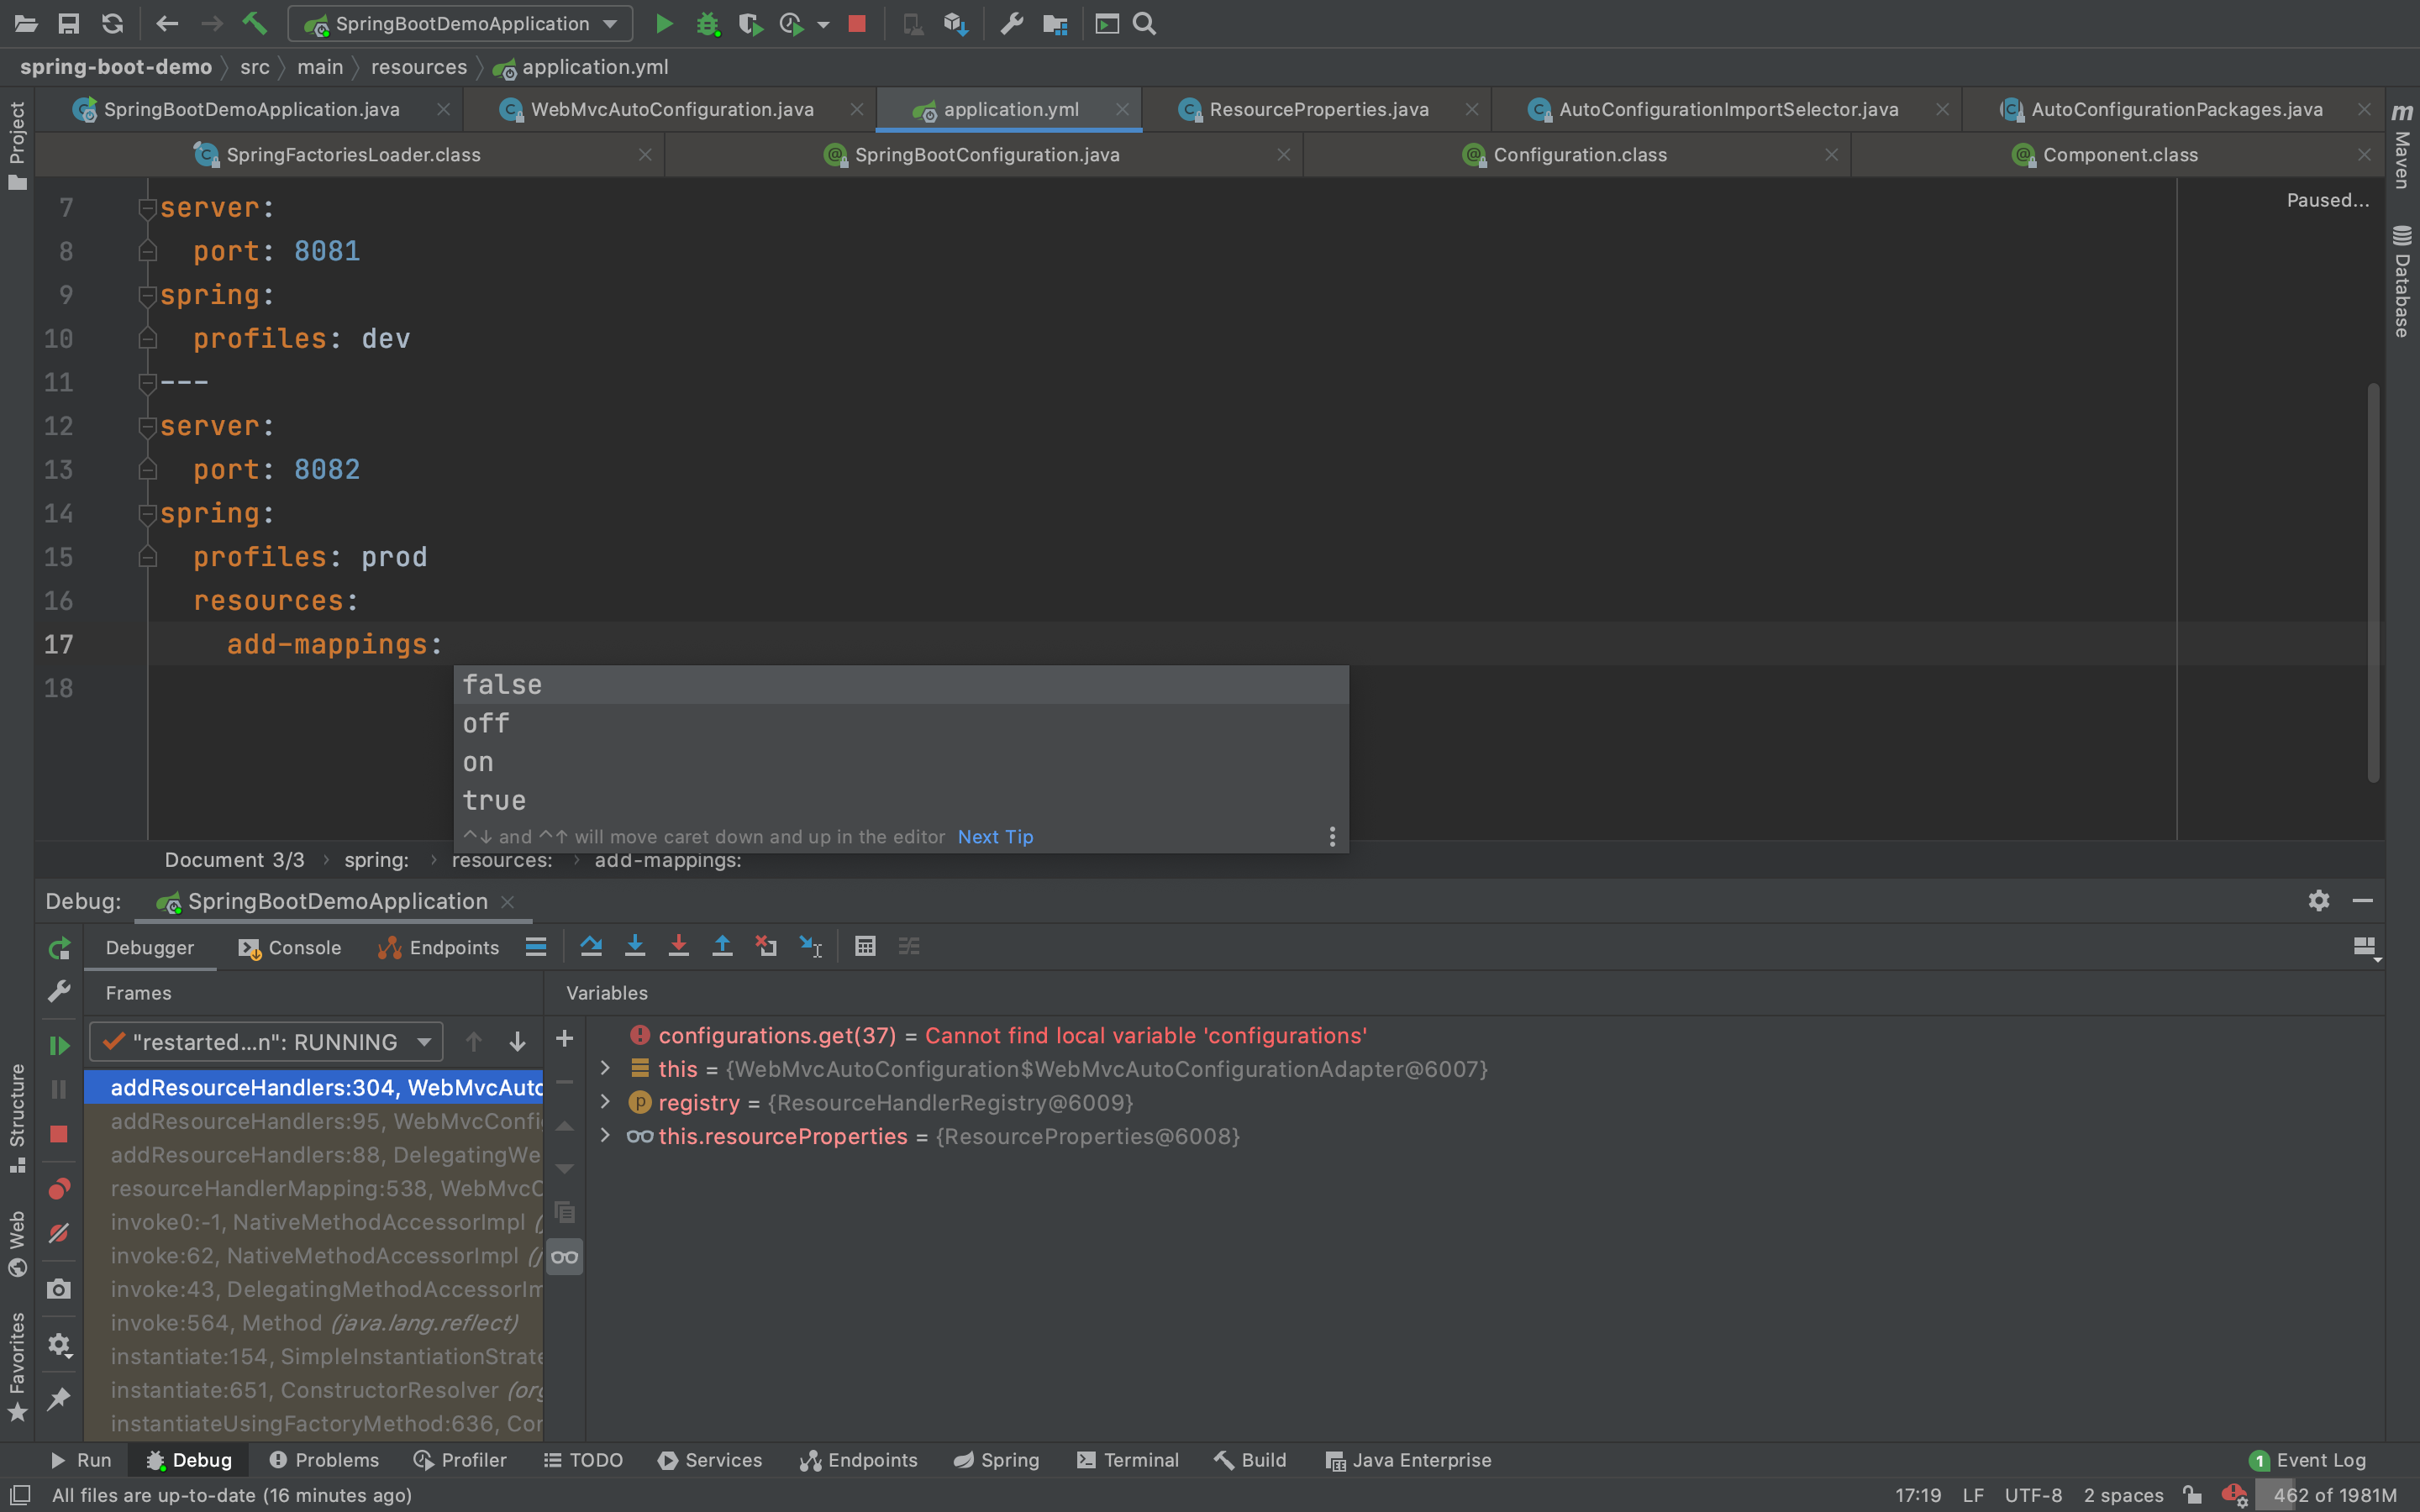 SpringBootDemoApplication
spring-boot-demo src main resources application.yml
SpringBootDemoApplication.java WebMvcAutoConfiguration.java application.yml ResourceProperties.java AutoConfigurationImportSelector.java AutoConfigurationPackages.java
SpringFactoriesLoader.class SpringBootConfiguration.java Configuration.class Component.class
Project
Structure
Web
Favorites
m Maven
Database
Paused...
7 server:
8 port: 8081
9 spring:
10 profiles: dev
11 ---
12 server:
13 port: 8082
14 spring:
15 profiles: prod
16 resources:
17 add-mappings:
18
false
off
on
true
^↓ and ^↑ will move caret down and up in the editor Next Tip
Document 3/3 › spring: › resources: › add-mappings:
Debug: SpringBootDemoApplication
Debugger Console Endpoints
Frames
"restarted...n": RUNNING
addResourceHandlers:304, WebMvcAuto
addResourceHandlers:95, WebMvcConfi
addResourceHandlers:88, DelegatingWe
resourceHandlerMapping:538, WebMvcC
invoke0:-1, NativeMethodAccessorImpl (j
invoke:62, NativeMethodAccessorImpl (j
invoke:43, DelegatingMethodAccessorIm
invoke:564, Method (java.lang.reflect)
instantiate:154, SimpleInstantiationStrate
instantiate:651, ConstructorResolver (org
instantiateUsingFactoryMethod:636, Con
Variables
configurations.get(37) = Cannot find local variable 'configurations'
this = {WebMvcAutoConfiguration$WebMvcAutoConfigurationAdapter@6007}
registry = {ResourceHandlerRegistry@6009}
this.resourceProperties = {ResourceProperties@6008}
Run Debug Problems Profiler TODO Services Endpoints Spring Terminal Build Java Enterprise 1 Event Log
All files are up-to-date (16 minutes ago) 17:19 LF UTF-8 2 spaces 462 of 1981M